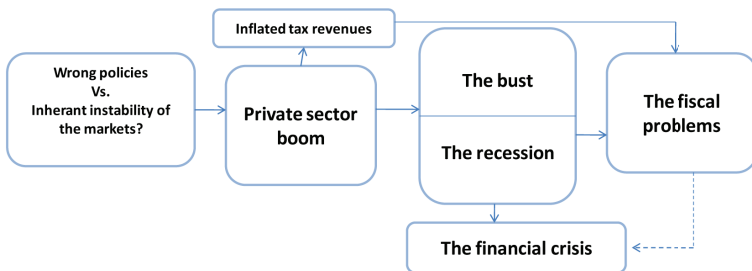 Inflated tax revenues
Wrong policies
Vs.
Inherant instability of
the markets?
Private sector
boom
The bust
The recession
The fiscal
problems
The financial crisis